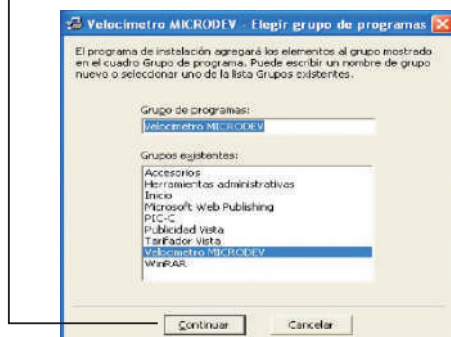 Velocimetro MICRODEV - Elegir grupo de programas
El programa de instalación agregará los elementos al grupo mostrado
en el cuadro Grupo de programa. Puede escribir un nombre de grupo
nuevo o seleccionar uno de la lista Grupos existentes.
Grupo de programas:
Velocimetro MICRODEV
Grupos existentes:
Accesorios
Herramientas administrativas
Inicio
Microsoft Web Publishing
PIC-C
Publicidad Vista
Tarifador Vista
Velocimetro MICRODEV
WinRAR
Continuar
Cancelar